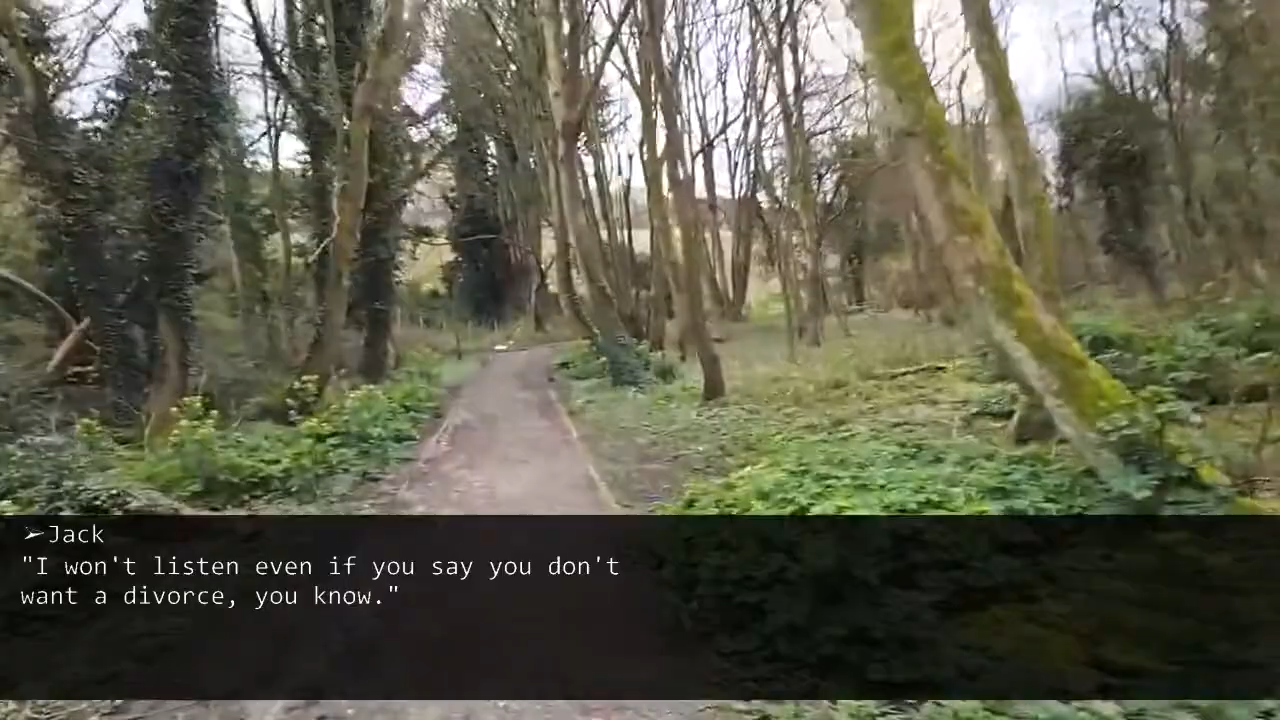 ➢Jack
"I won't listen even if you say you don't
want a divorce, you know."